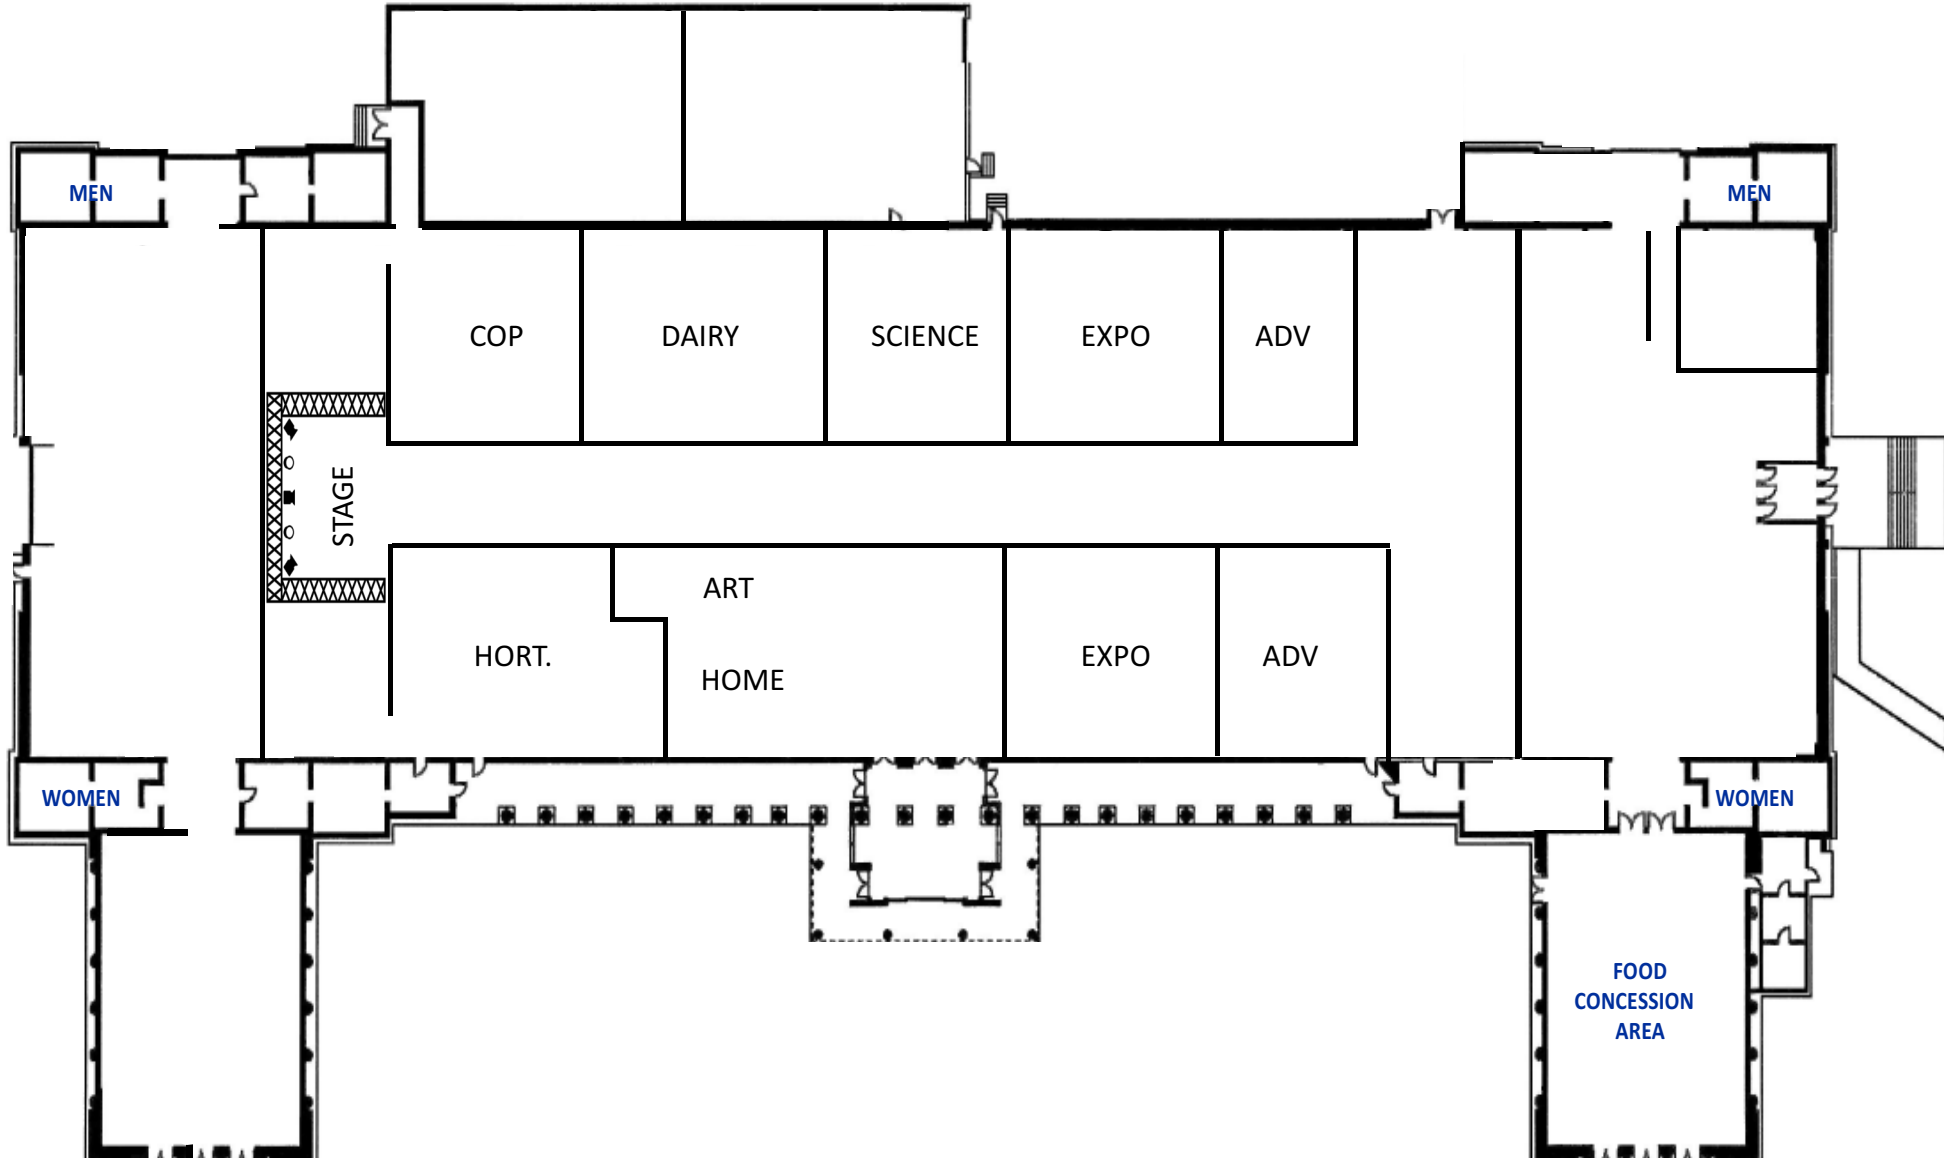 MEN
MEN
COP
DAIRY
SCIENCE
EXPO
ADV
STAGE
ART
HORT.
HOME
EXPO
ADV
WOMEN
WOMEN
FOOD
CONCESSION
AREA